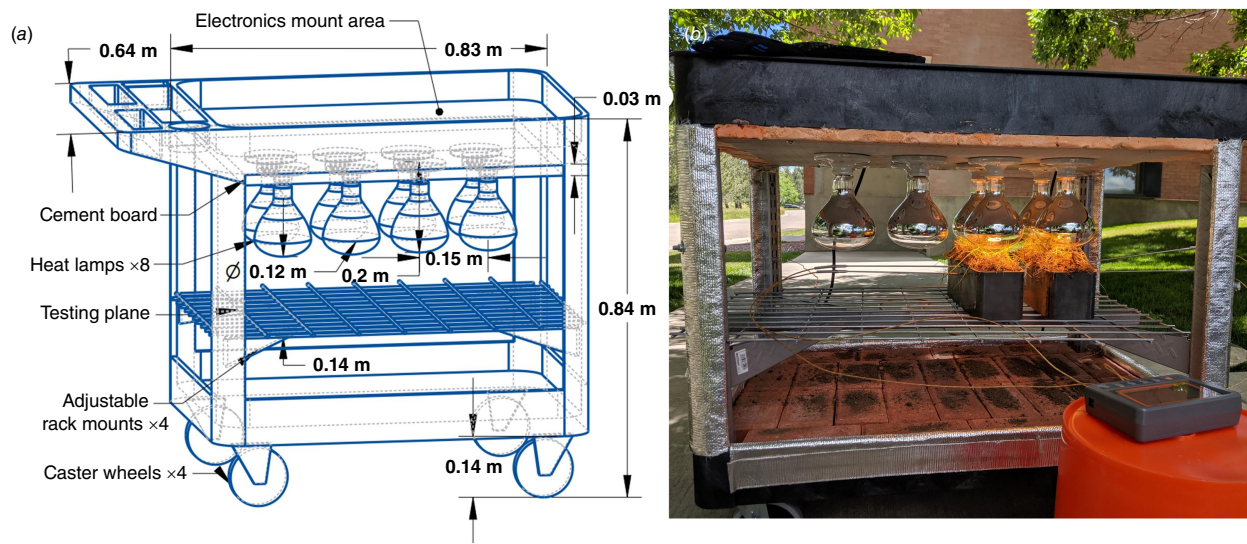 (a)
Electronics mount area
0.64 m
0.83 m
0.03 m
Cement board
Heat lamps ×8
Ø 0.12 m
0.2 m
0.15 m
Testing plane
0.84 m
0.14 m
Adjustable
rack mounts ×4
Caster wheels ×4
0.14 m
(b)